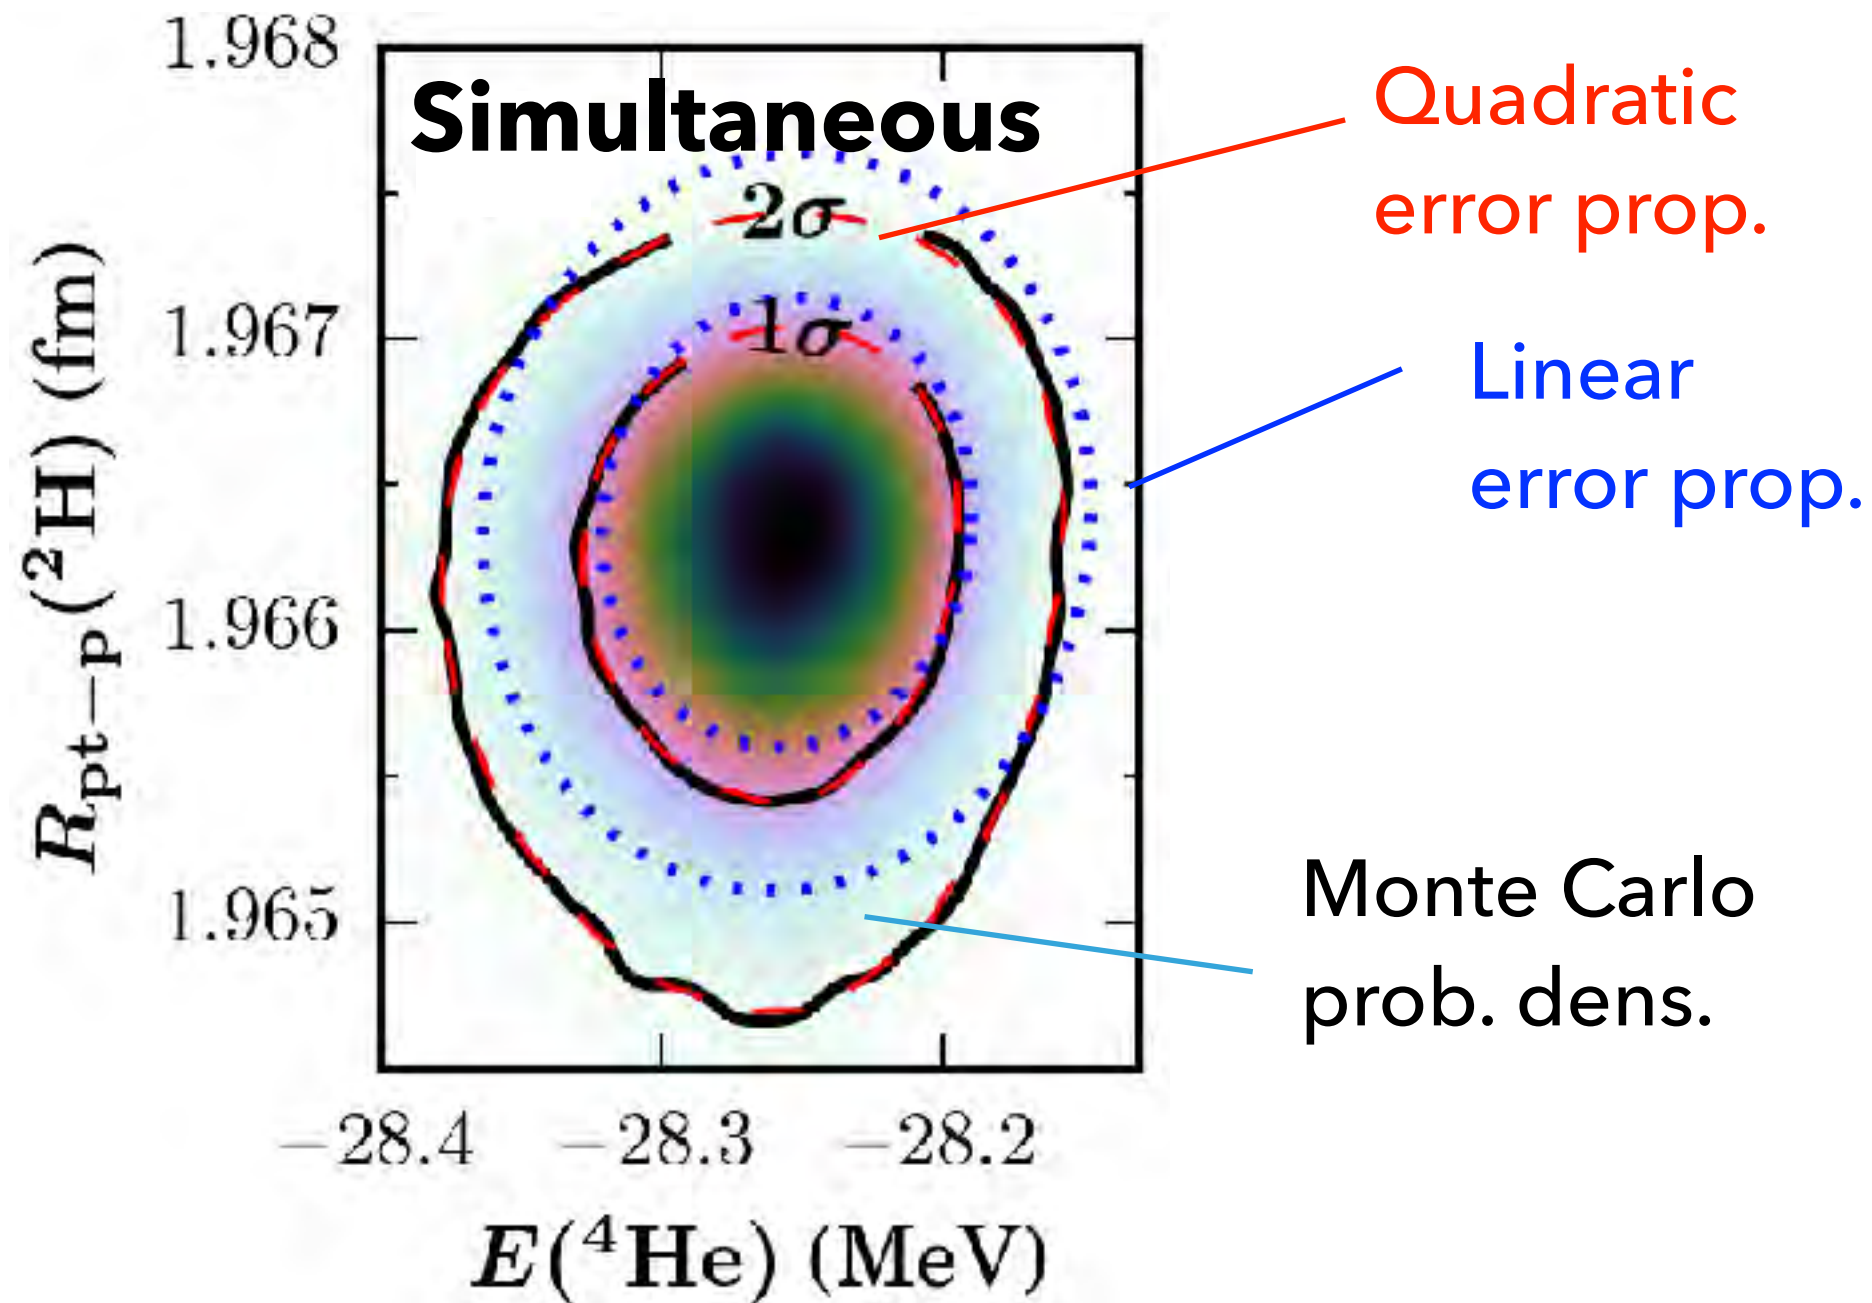 1.968
Simultaneous
Quadratic
error prop.
2σ
1.967
1σ
Linear
error prop.
R_pt−p(²H) (fm)
1.966
1.965
Monte Carlo
prob. dens.
−28.4 −28.3 −28.2
E(⁴He) (MeV)